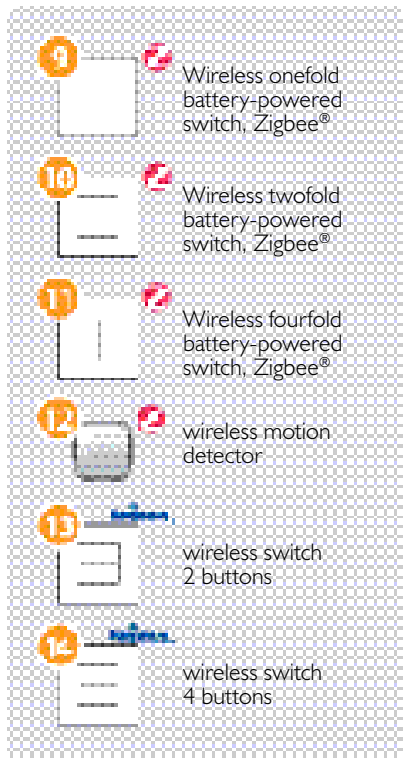 9
Wireless onefold
battery-powered
switch, Zigbee®
10
Wireless twofold
battery-powered
switch, Zigbee®
11
Wireless fourfold
battery-powered
switch, Zigbee®
12
wireless motion
detector
13
wireless switch
2 buttons
14
wireless switch
4 buttons